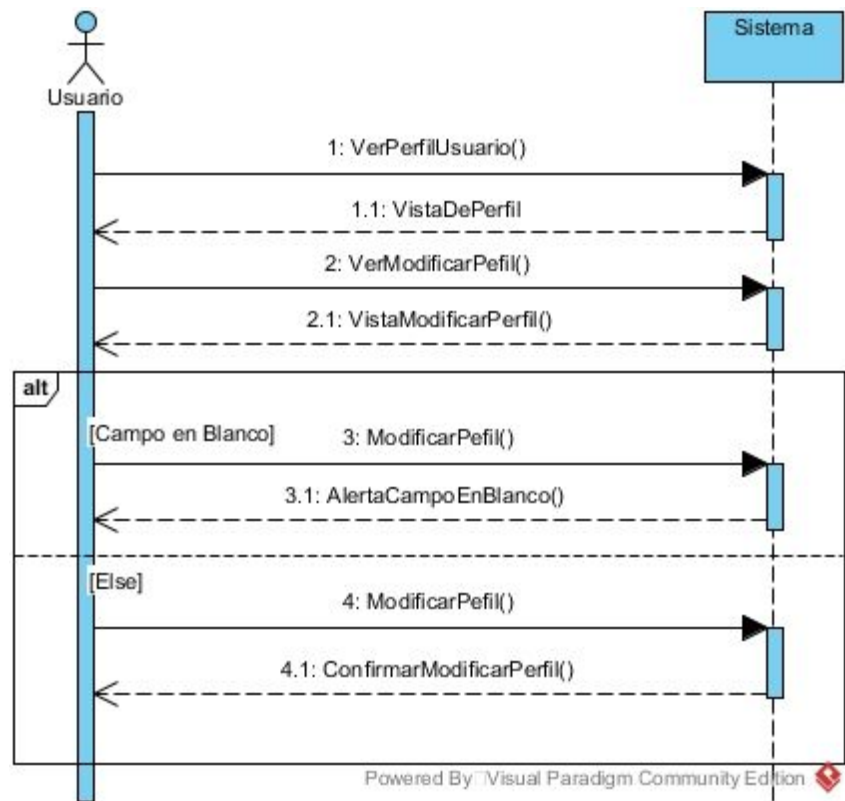 Sistema
Usuario
1: VerPerfilUsuario()
1.1: VistaDePerfil
2: VerModificarPefil()
2.1: VistaModificarPerfil()
alt
[Campo en Blanco]
3: ModificarPefil()
3.1: AlertaCampoEnBlanco()
[Else]
4: ModificarPefil()
4.1: ConfirmarModificarPerfil()
Powered By Visual Paradigm Community Edition